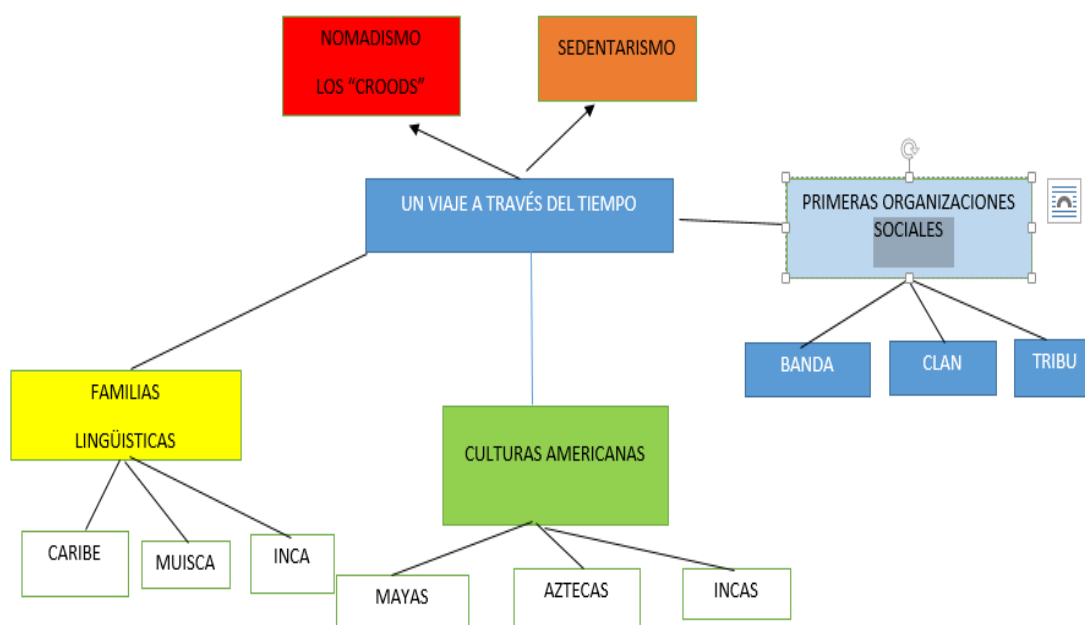 NOMADISMO
LOS “CROODS”
SEDENTARISMO
UN VIAJE A TRAVÉS DEL TIEMPO
PRIMERAS ORGANIZACIONES
SOCIALES
BANDA
CLAN
TRIBU
FAMILIAS
LINGÜISTICAS
CULTURAS AMERICANAS
CARIBE
MUISCA
INCA
MAYAS
AZTECAS
INCAS